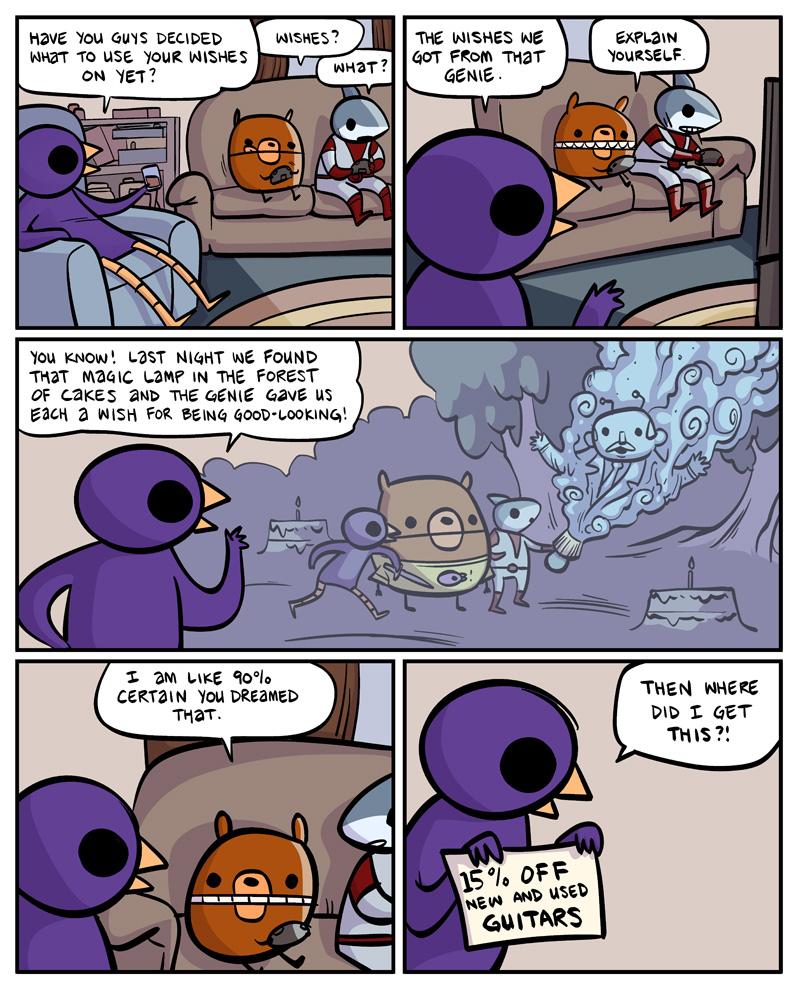 HAVE YOU GUYS DECIDED
WHAT TO USE YOUR WISHES
ON YET?
WISHES?
WHAT?
THE WISHES WE
GOT FROM THAT
GENIE.
EXPLAIN
YOURSELF.
YOU KNOW! LAST NIGHT WE FOUND
THAT MAGIC LAMP IN THE FOREST
OF CAKES AND THE GENIE GAVE US
EACH A WISH FOR BEING GOOD-LOOKING!
I AM LIKE 90%
CERTAIN YOU DREAMED
THAT.
THEN WHERE
DID I GET
THIS?!
15% OFF
NEW AND USED
GUITARS